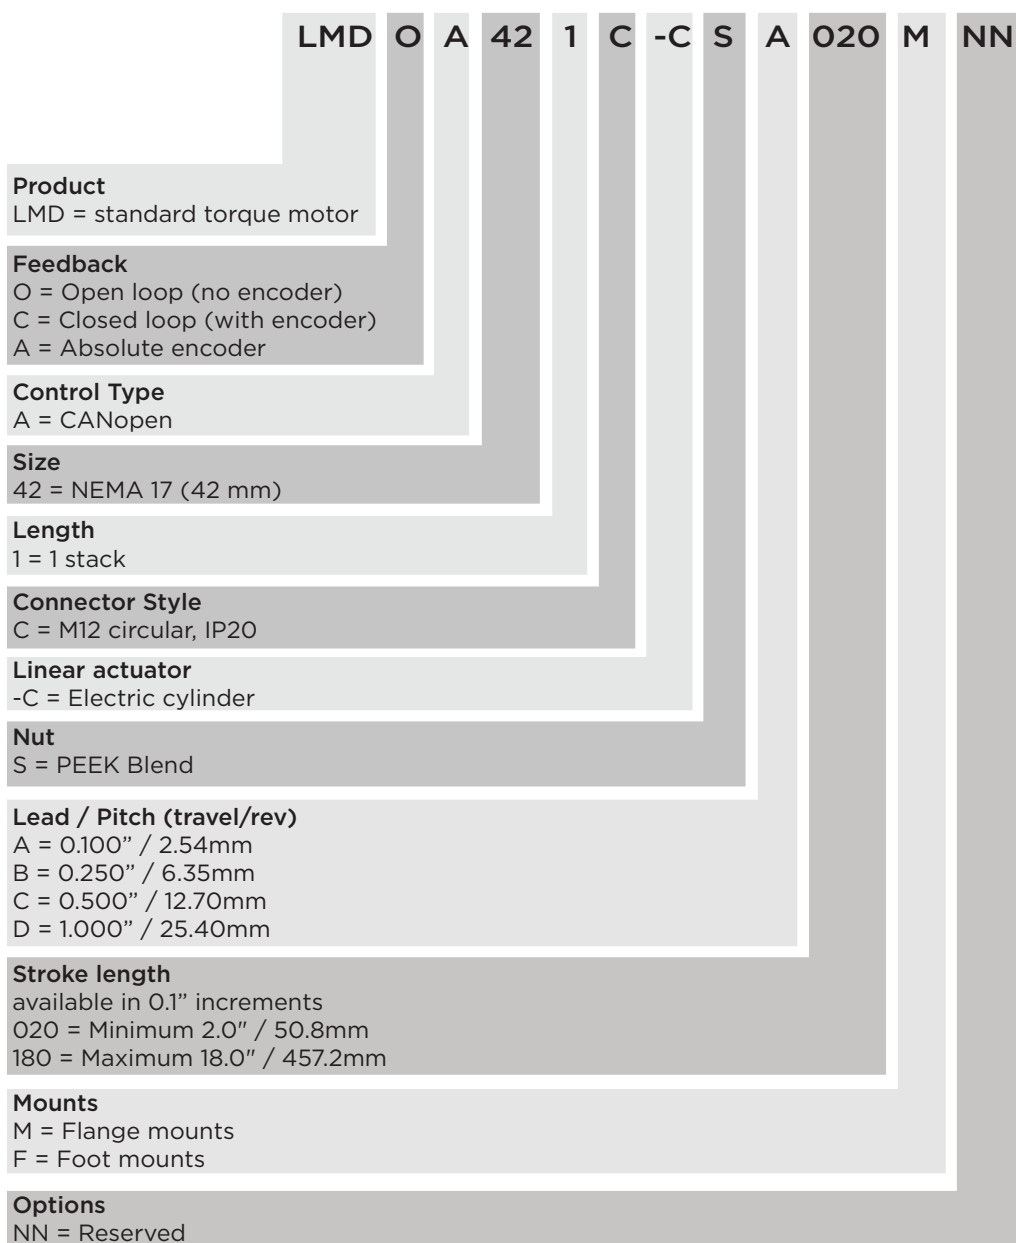 LMD O A 42 1 C -C S A 020 M NN
Product
LMD = standard torque motor
Feedback
O = Open loop (no encoder)
C = Closed loop (with encoder)
A = Absolute encoder
Control Type
A = CANopen
Size
42 = NEMA 17 (42 mm)
Length
1 = 1 stack
Connector Style
C = M12 circular, IP20
Linear actuator
-C = Electric cylinder
Nut
S = PEEK Blend
Lead / Pitch (travel/rev)
A = 0.100” / 2.54mm
B = 0.250” / 6.35mm
C = 0.500” / 12.70mm
D = 1.000” / 25.40mm
Stroke length
available in 0.1” increments
020 = Minimum 2.0" / 50.8mm
180 = Maximum 18.0" / 457.2mm
Mounts
M = Flange mounts
F = Foot mounts
Options
NN = Reserved